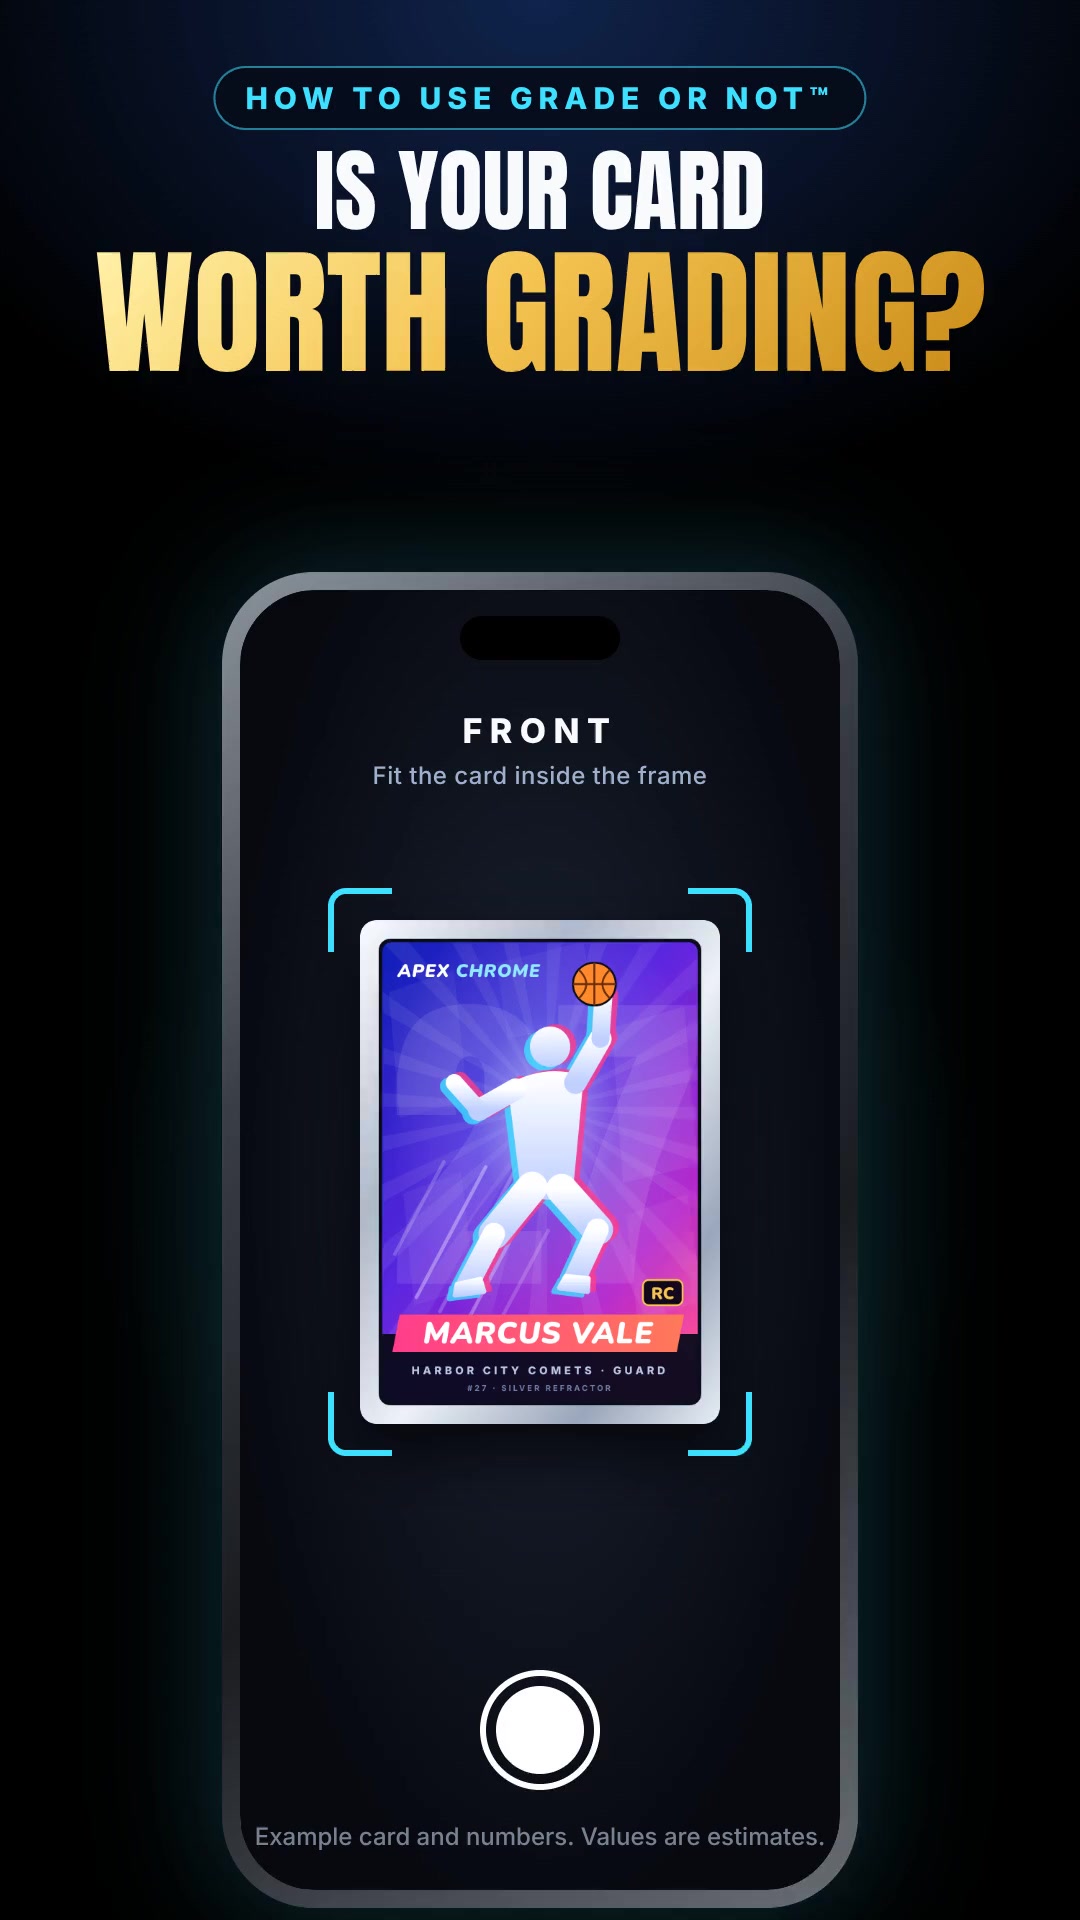 HOW TO USE GRADE OR NOT™
IS YOUR CARD
WORTH GRADING?
FRONT
Fit the card inside the frame
APEX CHROME
RC
MARCUS VALE
HARBOR CITY COMETS · GUARD
#27 · SILVER REFRACTOR
Example card and numbers. Values are estimates.